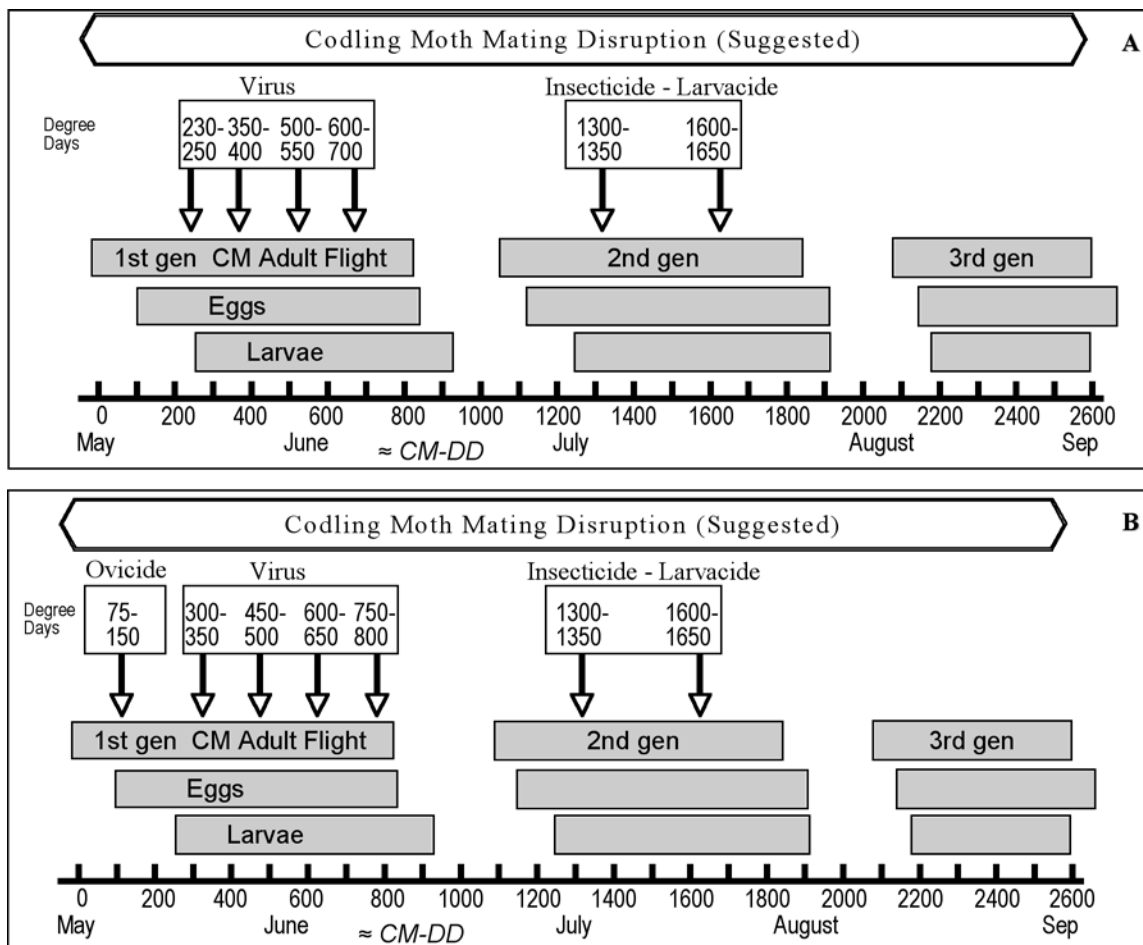 Codling Moth Mating Disruption (Suggested)
A
Virus
Insecticide - Larvacide
Degree
Days
230- 350- 500- 600-
250 400 550 700
1300- 1600-
1350 1650
1st gen CM Adult Flight
2nd gen
3rd gen
Eggs
Larvae
0 200 400 600 800 1000 1200 1400 1600 1800 2000 2200 2400 2600
May June July August Sep
≈ CM-DD
Codling Moth Mating Disruption (Suggested)
B
Ovicide
Virus
Insecticide - Larvacide
Degree
Days
75-
150
300- 450- 600- 750-
350 500 650 800
1300- 1600-
1350 1650
1st gen CM Adult Flight
2nd gen
3rd gen
Eggs
Larvae
0 200 400 600 800 1000 1200 1400 1600 1800 2000 2200 2400 2600
May June July August Sep
≈ CM-DD